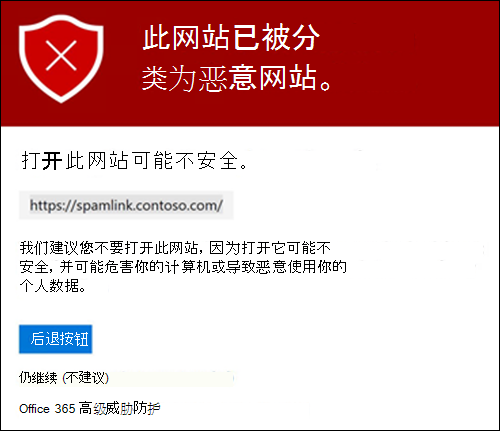 此网站已被分
类为恶意网站。
打开此网站可能不安全。
https://spamlink.contoso.com/
我们建议您不要打开此网站, 因为打开它可能不
安全, 并可能危害你的计算机或导致恶意使用你的
个人数据。
后退按钮
仍继续 (不建议)
Office 365 高级威胁防护